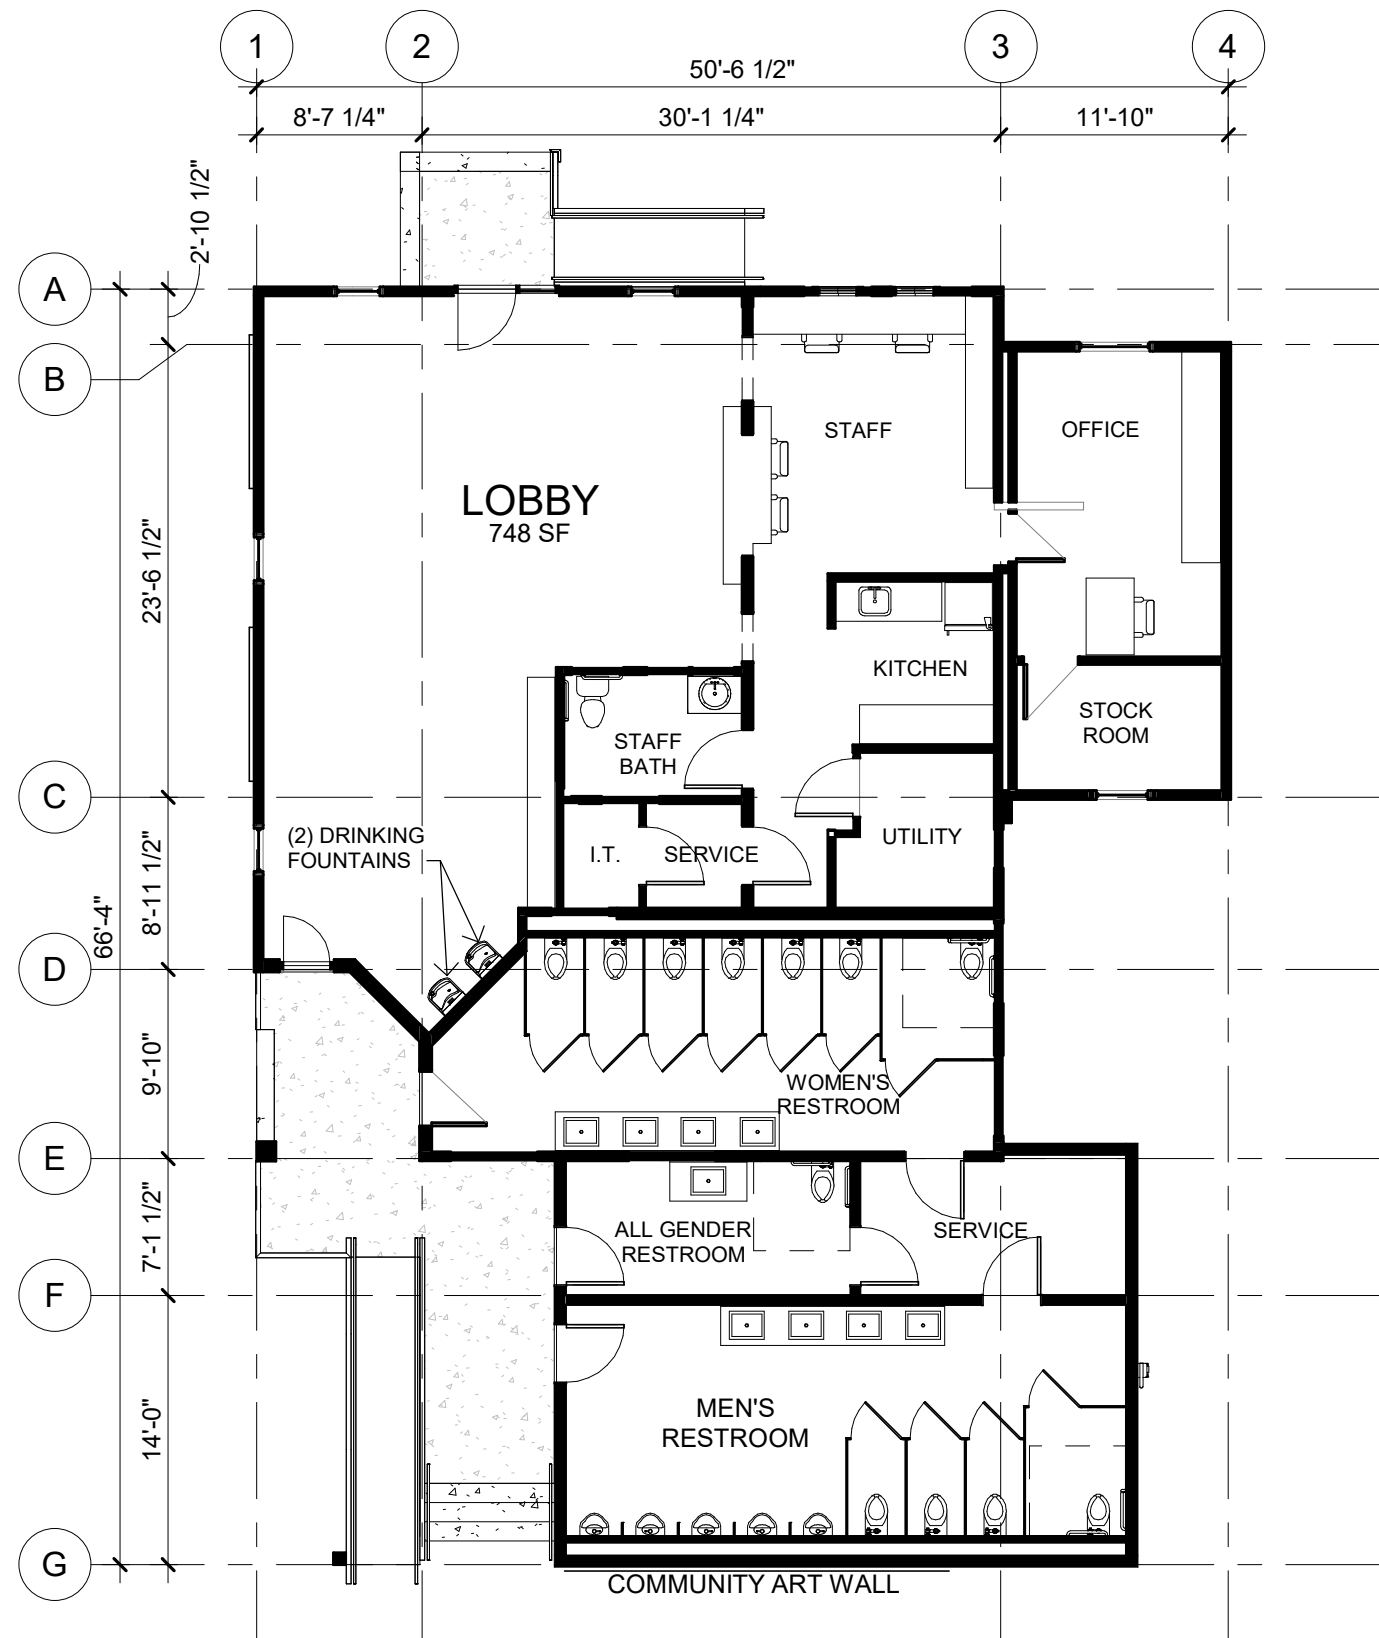 1
2
3
4
50'-6 1/2"
8'-7 1/4"
30'-1 1/4"
11'-10"
2'-10 1/2"
A
B
STAFF
OFFICE
LOBBY
748 SF
23'-6 1/2"
KITCHEN
STOCK
ROOM
STAFF
BATH
C
(2) DRINKING
FOUNTAINS
I.T.
SERVICE
UTILITY
8'-11 1/2"
66'-4"
D
9'-10"
WOMEN'S
RESTROOM
E
7'-1 1/2"
ALL GENDER
RESTROOM
SERVICE
F
14'-0"
MEN'S
RESTROOM
G
COMMUNITY ART WALL